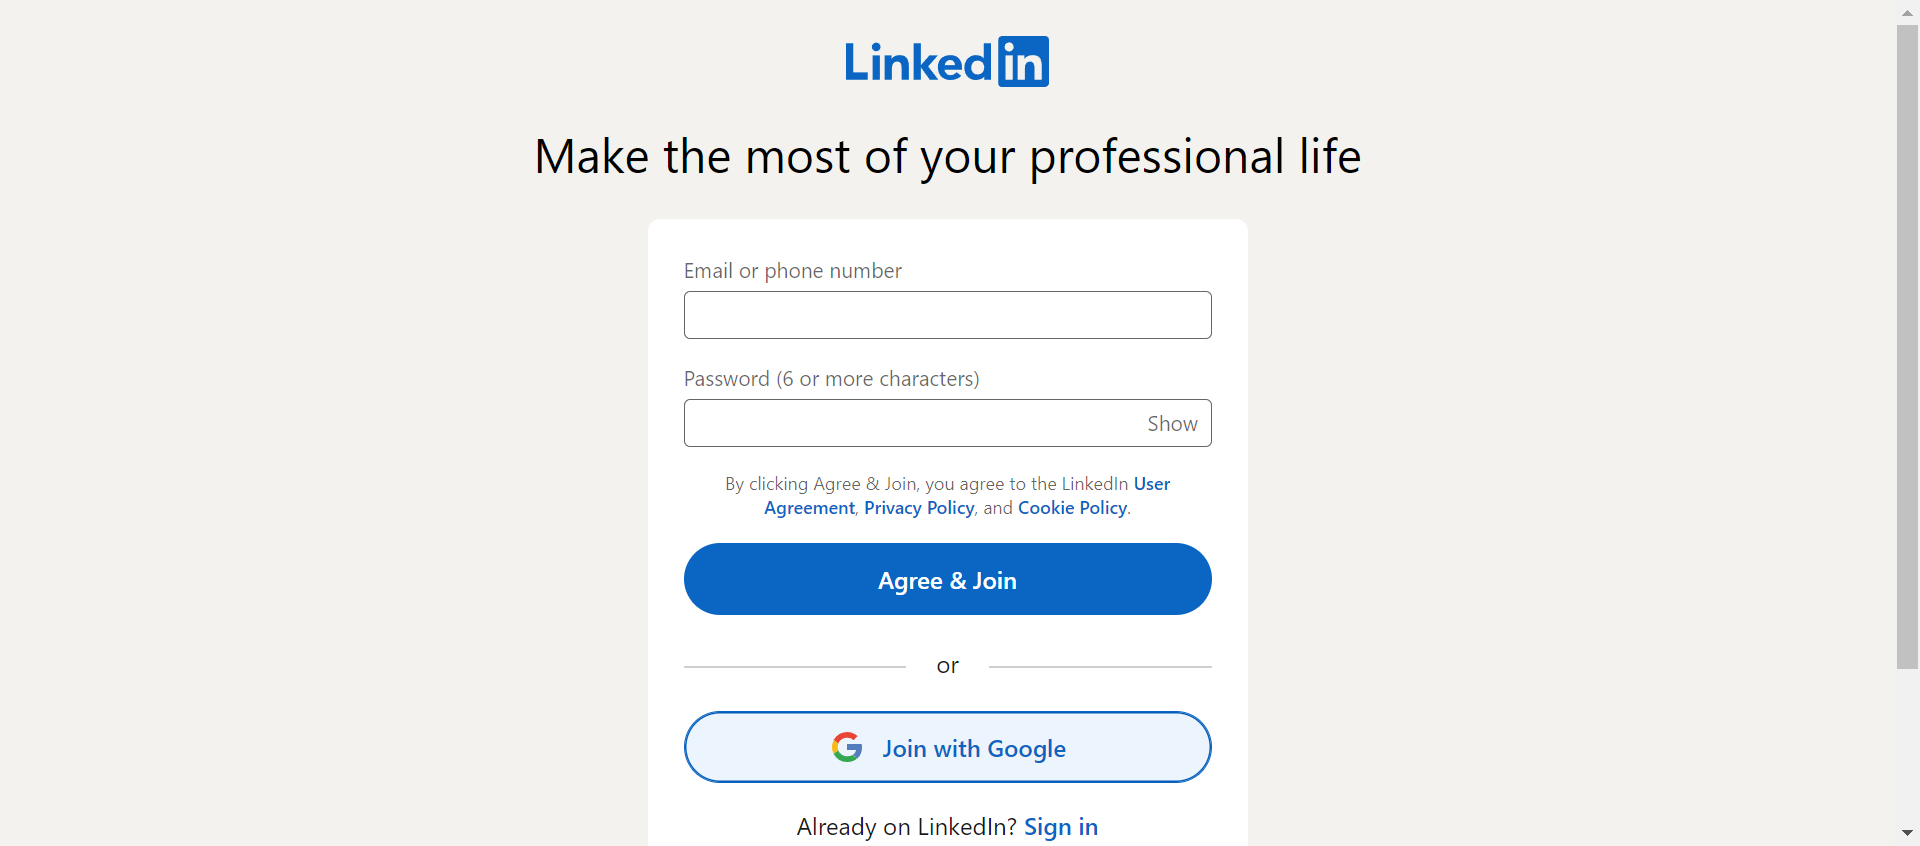 Linkedin
Make the most of your professional life
Email or phone number
Password (6 or more characters)
Show
By clicking Agree & Join, you agree to the LinkedIn User
Agreement, Privacy Policy, and Cookie Policy.
Agree & Join
or
Join with Google
Already on LinkedIn? Sign in